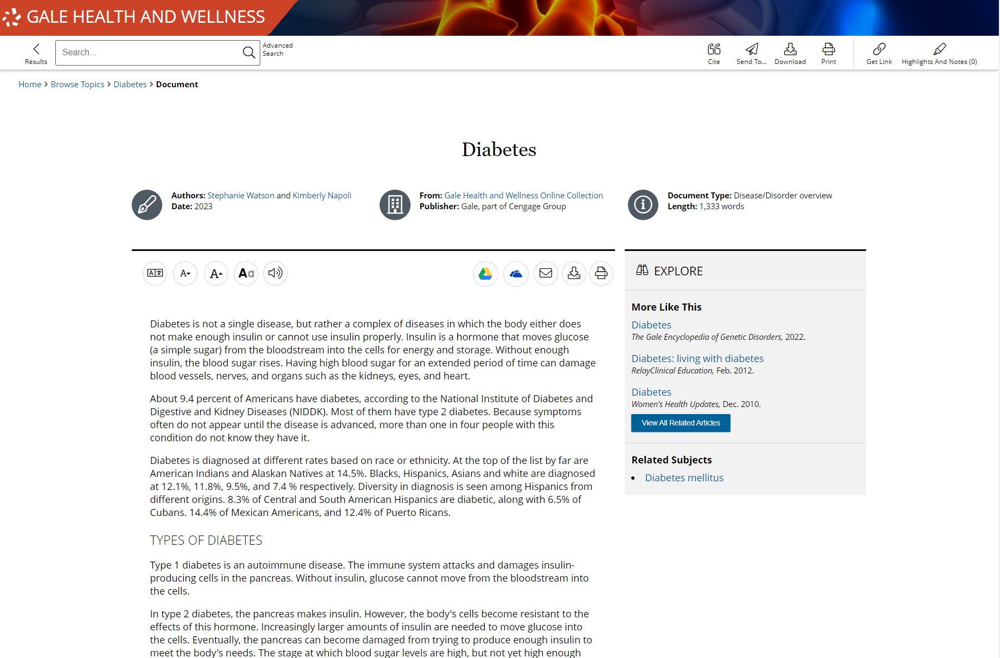 GALE HEALTH AND WELLNESS
Results
Search...
Advanced
Search
Cite
Send To...
Download
Print
Get Link
Highlights And Notes (0)
Home > Browse Topics > Diabetes > Document
Diabetes
Authors: Stephanie Watson and Kimberly Napoli
Date: 2023
From: Gale Health and Wellness Online Collection
Publisher: Gale, part of Cengage Group
Document Type: Disease/Disorder overview
Length: 1,333 words
A
A
Aa
Diabetes is not a single disease, but rather a complex of diseases in which the body either does
not make enough insulin or cannot use insulin properly. Insulin is a hormone that moves glucose
(a simple sugar) from the bloodstream into the cells for energy and storage. Without enough
insulin, the blood sugar rises. Having high blood sugar for an extended period of time can damage
blood vessels, nerves, and organs such as the kidneys, eyes, and heart.
About 9.4 percent of Americans have diabetes, according to the National Institute of Diabetes and
Digestive and Kidney Diseases (NIDDK). Most of them have type 2 diabetes. Because symptoms
often do not appear until the disease is advanced, more than one in four people with this
condition do not know they have it.
Diabetes is diagnosed at different rates based on race or ethnicity. At the top of the list by far are
American Indians and Alaskan Natives at 14.5%. Blacks, Hispanics, Asians and white are diagnosed
at 12.1%, 11.8%, 9.5%, and 7.4 % respectively. Diversity in diagnosis is seen among Hispanics from
different origins. 8.3% of Central and South American Hispanics are diabetic, along with 6.5% of
Cubans. 14.4% of Mexican Americans, and 12.4% of Puerto Ricans.
TYPES OF DIABETES
Type 1 diabetes is an autoimmune disease. The immune system attacks and damages insulin-
producing cells in the pancreas. Without insulin, glucose cannot move from the bloodstream into
the cells.
In type 2 diabetes, the pancreas makes insulin. However, the body's cells become resistant to the
effects of this hormone. Increasingly larger amounts of insulin are needed to move glucose into
the cells. Eventually, the pancreas can become damaged from trying to produce enough insulin to
meet the body's needs. The stage at which blood sugar levels are high, but not yet high enough
EXPLORE
More Like This
Diabetes
The Gale Encyclopedia of Genetic Disorders, 2022.
Diabetes: living with diabetes
RelayClinical Education, Feb. 2012.
Diabetes
Women's Health Updates, Dec. 2010.
View All Related Articles
Related Subjects
• Diabetes mellitus